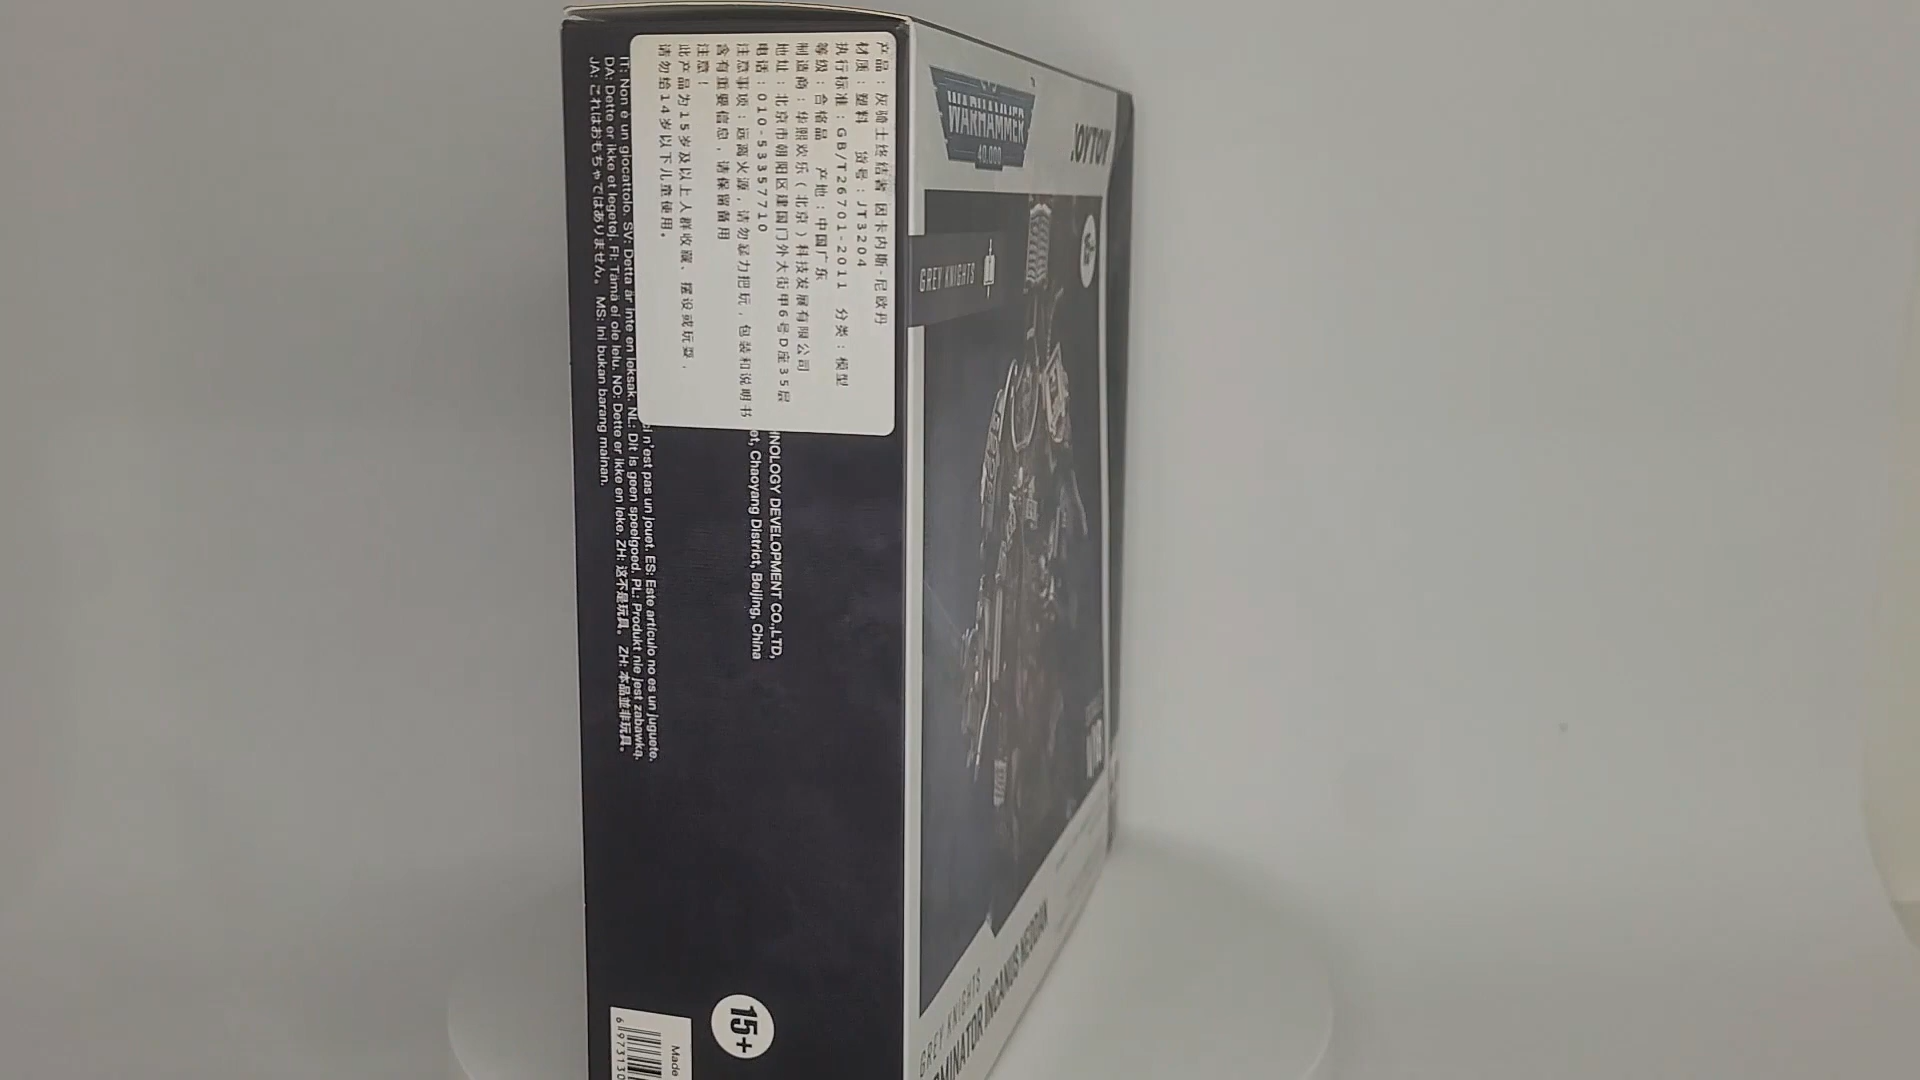 产品：灰骑士终结者 因卡内斯-尼欧丹
材质：塑料 货号：JT3204
执行标准：GB/T26701-2011 分类：模型
等级：合格品 产地：中国广东
制造商：华熙欢乐（北京）科技发展有限公司
地址：北京市朝阳区建国门外大街甲6号D座35层
电话：010-53357710
注意事项：远离火源，请勿暴力把玩，包装和说明书
含有重要信息，请保留备用
注意！
此产品为15岁及以上人群收藏、摆设或玩耍，
请勿给14岁以下儿童使用。
NOLOGY DEVELOPMENT CO.,LTD,
et, Chaoyang District, Beijing, China
ci n'est pas un jouet. ES: Este artículo no es un juguete.
IT: Non è un giocattolo. SV: Detta är inte en leksak. NL: Dit is geen speelgoed. PL: Produkt nie jest zabawką.
DA: Dette er ikke et legetøj. FI: Tämä ei ole lelu. NO: Dette er ikke en leke. ZH: 这不是玩具。 ZH: 本品並非玩具。
JA: これはおもちゃではありません。 MS: Ini bukan barang mainan.
15+
Made
6 973130
WARHAMMER
40,000
JOYTOY
15+
GREY KNIGHTS
GREY KNIGHTS
MINATOR INCANUS NEODAN